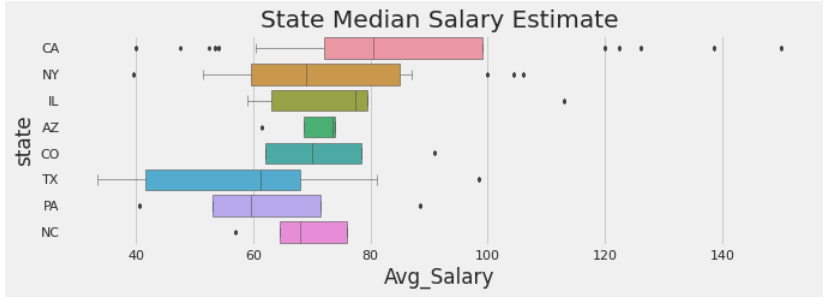 State Median Salary Estimate
CA
NY
IL
AZ
CO
TX
PA
NC
state
40 60 80 100 120 140
Avg_Salary